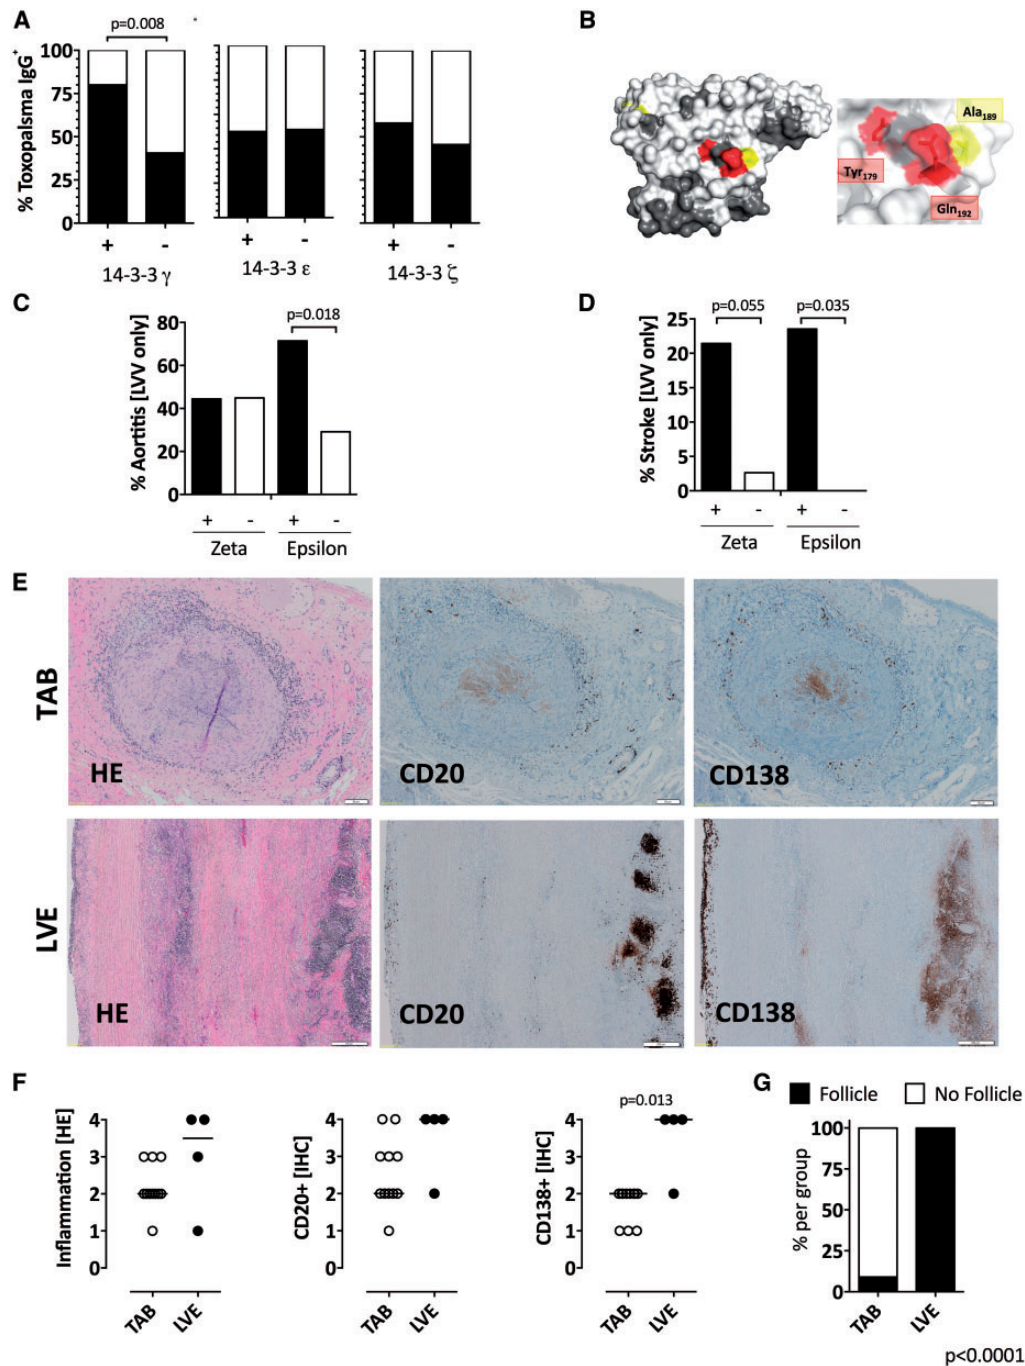 A
p=0.008
% Toxopalsma IgG+
100
75
50
25
0
+ - + - + -
14-3-3 γ
14-3-3 ε
14-3-3 ζ
B
Ala189
Tyr179
Gln192
C
p=0.018
% Aortitis [LVV only]
80
60
40
20
0
+ - + -
Zeta Epsilon
D
p=0.055 p=0.035
% Stroke [LVV only]
25
20
15
10
5
0
+ - + -
Zeta Epsilon
E
TAB
HE
CD20
CD138
LVE
HE
CD20
CD138
F
Inflammation [HE]
4
3
2
1
0
TAB LVE
CD20+ [IHC]
4
3
2
1
0
TAB LVE
p=0.013
CD138+ [IHC]
4
3
2
1
0
TAB LVE
G
Follicle No Follicle
% per group
100
75
50
25
0
TAB LVE
p<0.0001